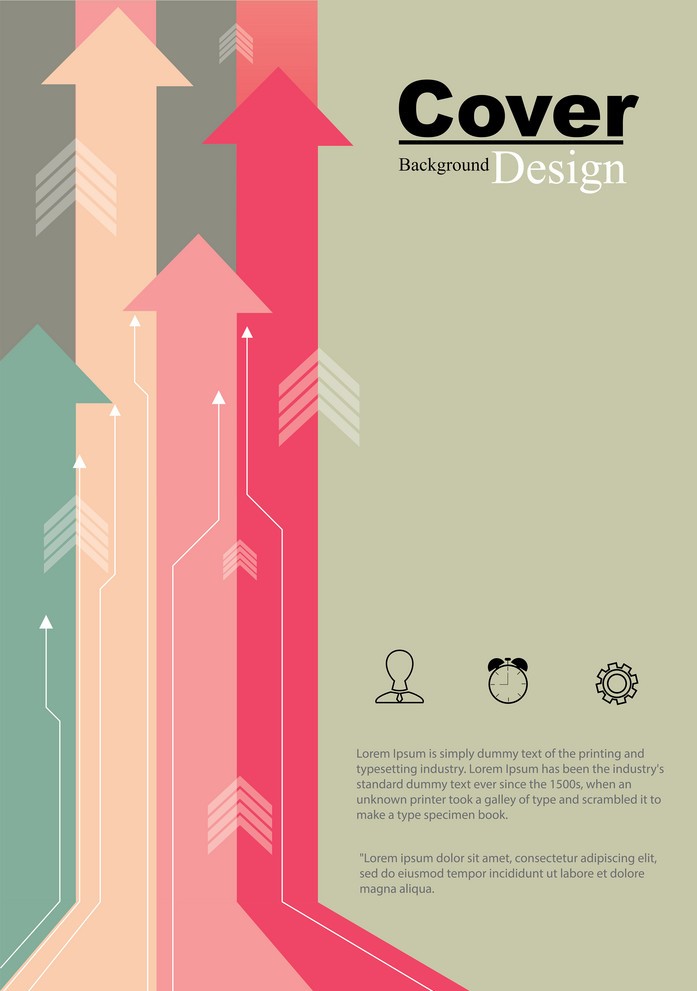 Cover
Background Design
Lorem Ipsum is simply dummy text of the printing and
typesetting industry. Lorem Ipsum has been the industry's
standard dummy text ever since the 1500s, when an
unknown printer took a galley of type and scrambled it to
make a type specimen book.
"Lorem ipsum dolor sit amet, consectetur adipiscing elit,
sed do eiusmod tempor incididunt ut labore et dolore
magna aliqua.